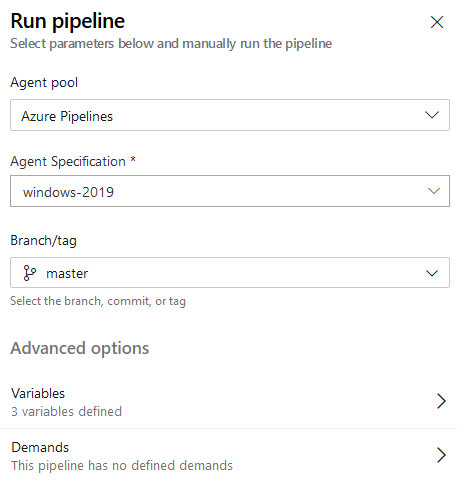 Run pipeline
Select parameters below and manually run the pipeline
Agent pool
Azure Pipelines
Agent Specification *
windows-2019
Branch/tag
master
Select the branch, commit, or tag
Advanced options
Variables
3 variables defined
Demands
This pipeline has no defined demands